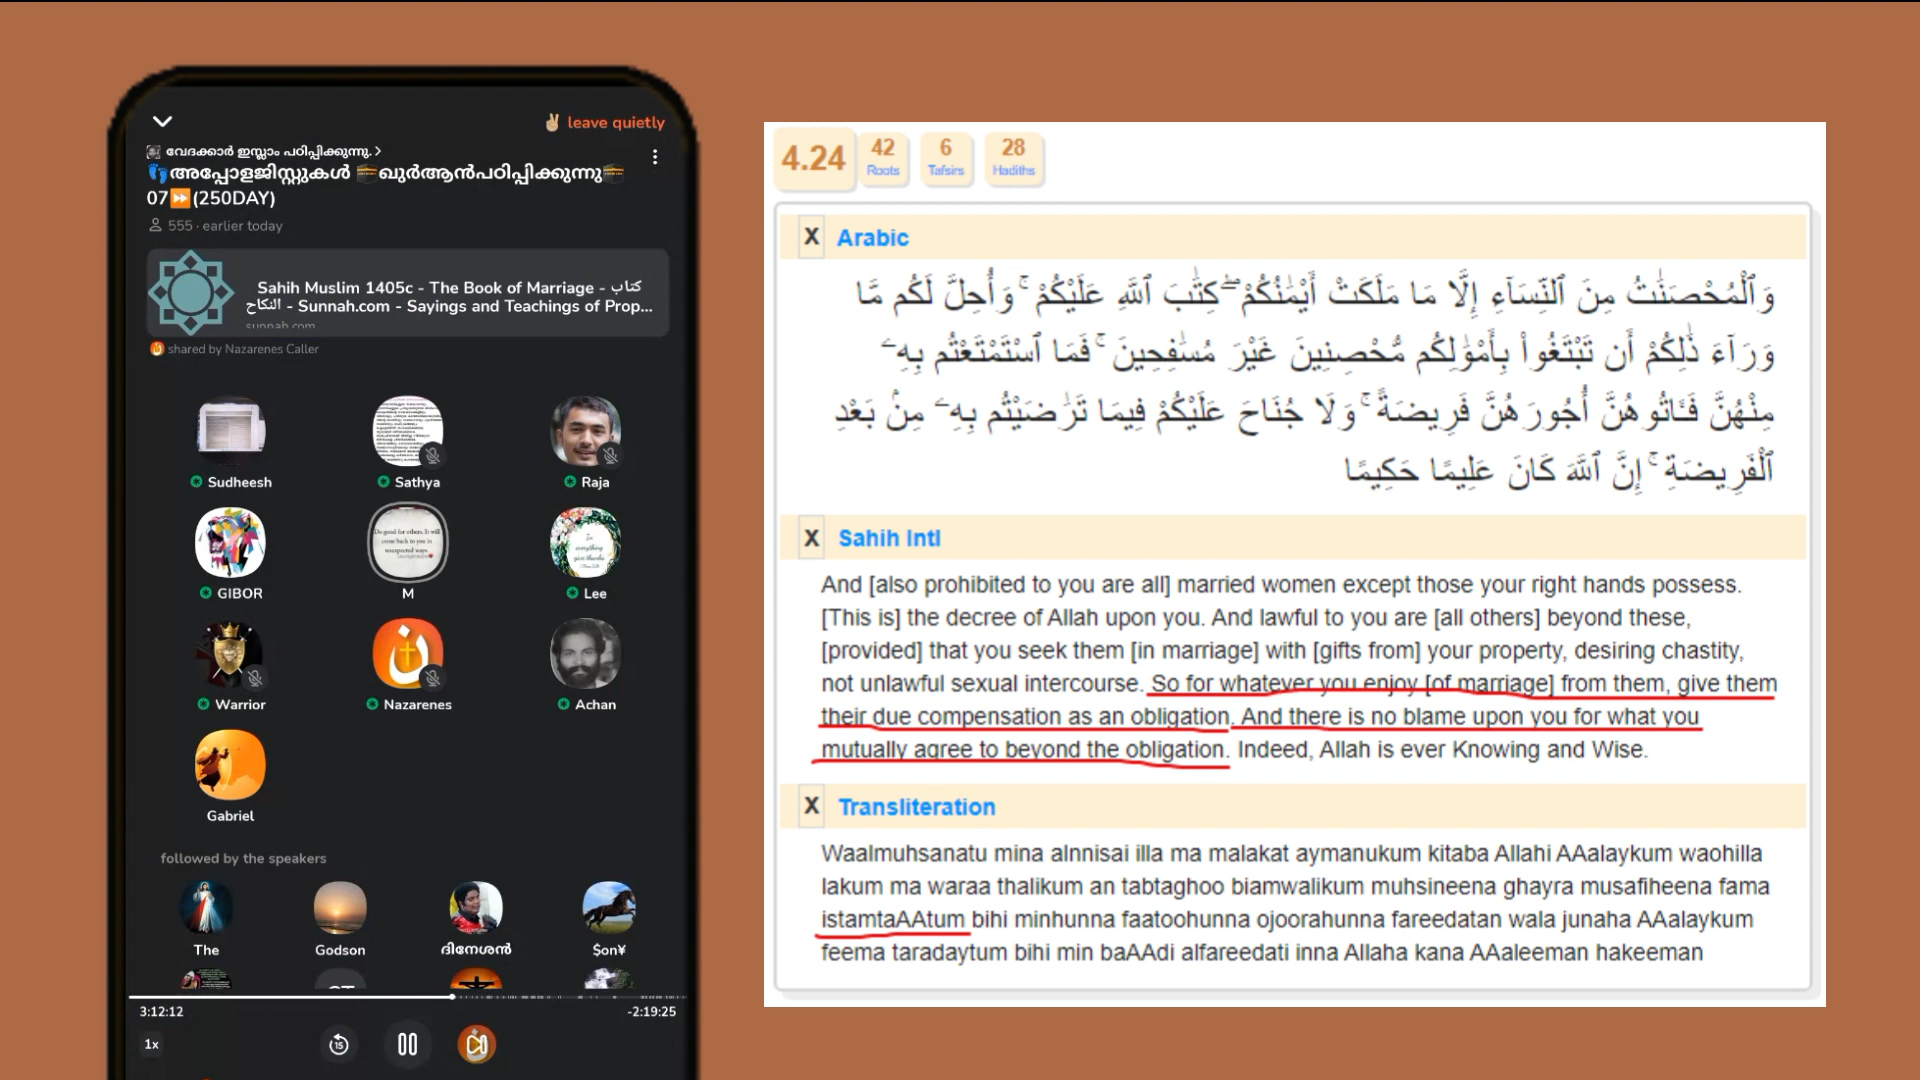 leave quietly
വേദക്കാർ ഇസ്ലാം പഠിപ്പിക്കുന്നു. >
👣അപ്പോളജിസ്റ്റുകൾ 🕋ഖുർആൻപഠിപ്പിക്കുന്നു🕋
07⏩(250DAY)
555 · earlier today
Sahih Muslim 1405c - The Book of Marriage - كتاب
النكاح - Sunnah.com - Sayings and Teachings of Prop...
sunnah.com
shared by Nazarenes Caller
Sudheesh
Sathya
Raja
GIBOR
M
Lee
Warrior
Nazarenes
Achan
Gabriel
followed by the speakers
The
Godson
ദിനേശൻ
$on¥
3:12:12
-2:19:25
1x
15
4.24
42
Roots
6
Tafsirs
28
Hadiths
X Arabic
وَٱلْمُحْصَنَٰتُ مِنَ ٱلنِّسَآءِ إِلَّا مَا مَلَكَتْ أَيْمَٰنُكُمْ ۖ كِتَٰبَ ٱللَّهِ عَلَيْكُمْ ۚ وَأُحِلَّ لَكُم مَّا
وَرَآءَ ذَٰلِكُمْ أَن تَبْتَغُوا۟ بِأَمْوَٰلِكُم مُّحْصِنِينَ غَيْرَ مُسَٰفِحِينَ ۚ فَمَا ٱسْتَمْتَعْتُم بِهِۦ
مِنْهُنَّ فَـَٔاتُوهُنَّ أُجُورَهُنَّ فَرِيضَةً ۚ وَلَا جُنَاحَ عَلَيْكُمْ فِيمَا تَرَٰضَيْتُم بِهِۦ مِنۢ بَعْدِ
ٱلْفَرِيضَةِ ۚ إِنَّ ٱللَّهَ كَانَ عَلِيمًا حَكِيمًا
X Sahih Intl
And [also prohibited to you are all] married women except those your right hands possess.
[This is] the decree of Allah upon you. And lawful to you are [all others] beyond these,
[provided] that you seek them [in marriage] with [gifts from] your property, desiring chastity,
not unlawful sexual intercourse. So for whatever you enjoy [of marriage] from them, give them
their due compensation as an obligation. And there is no blame upon you for what you
mutually agree to beyond the obligation. Indeed, Allah is ever Knowing and Wise.
X Transliteration
Waalmuhsanatu mina alnnisai illa ma malakat aymanukum kitaba Allahi AAalaykum waohilla
lakum ma waraa thalikum an tabtaghoo biamwalikum muhsineena ghayra musafiheena fama
istamtaAAtum bihi minhunna faatoohunna ojoorahunna fareedatan wala junaha AAalaykum
feema taradaytum bihi min baAAdi alfareedati inna Allaha kana AAaleeman hakeeman